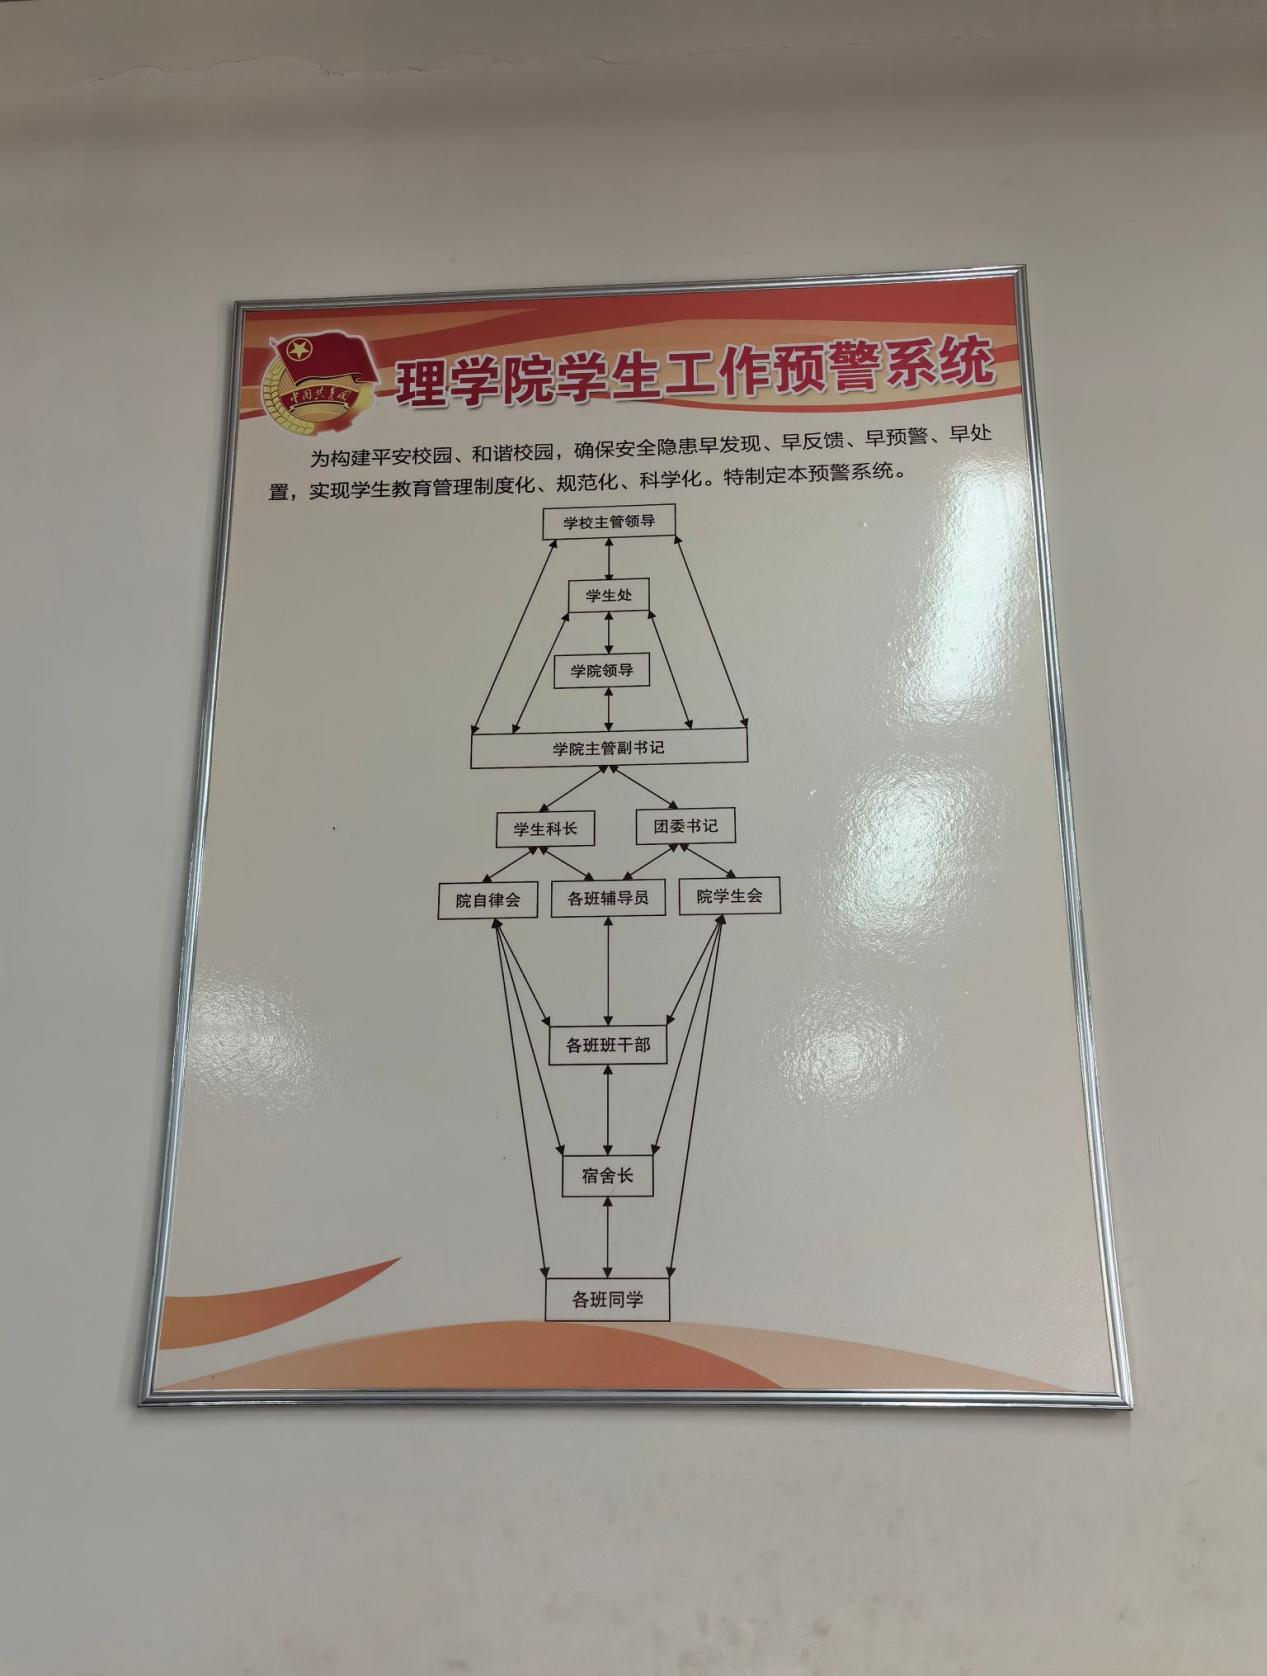 中国共青团
理学院学生工作预警系统
为构建平安校园、和谐校园，确保安全隐患早发现、早反馈、早预警、早处
置，实现学生教育管理制度化、规范化、科学化。特制定本预警系统。
学校主管领导
学生处
学院领导
学院主管副书记
学生科长
团委书记
院自律会
各班辅导员
院学生会
各班班干部
宿舍长
各班同学